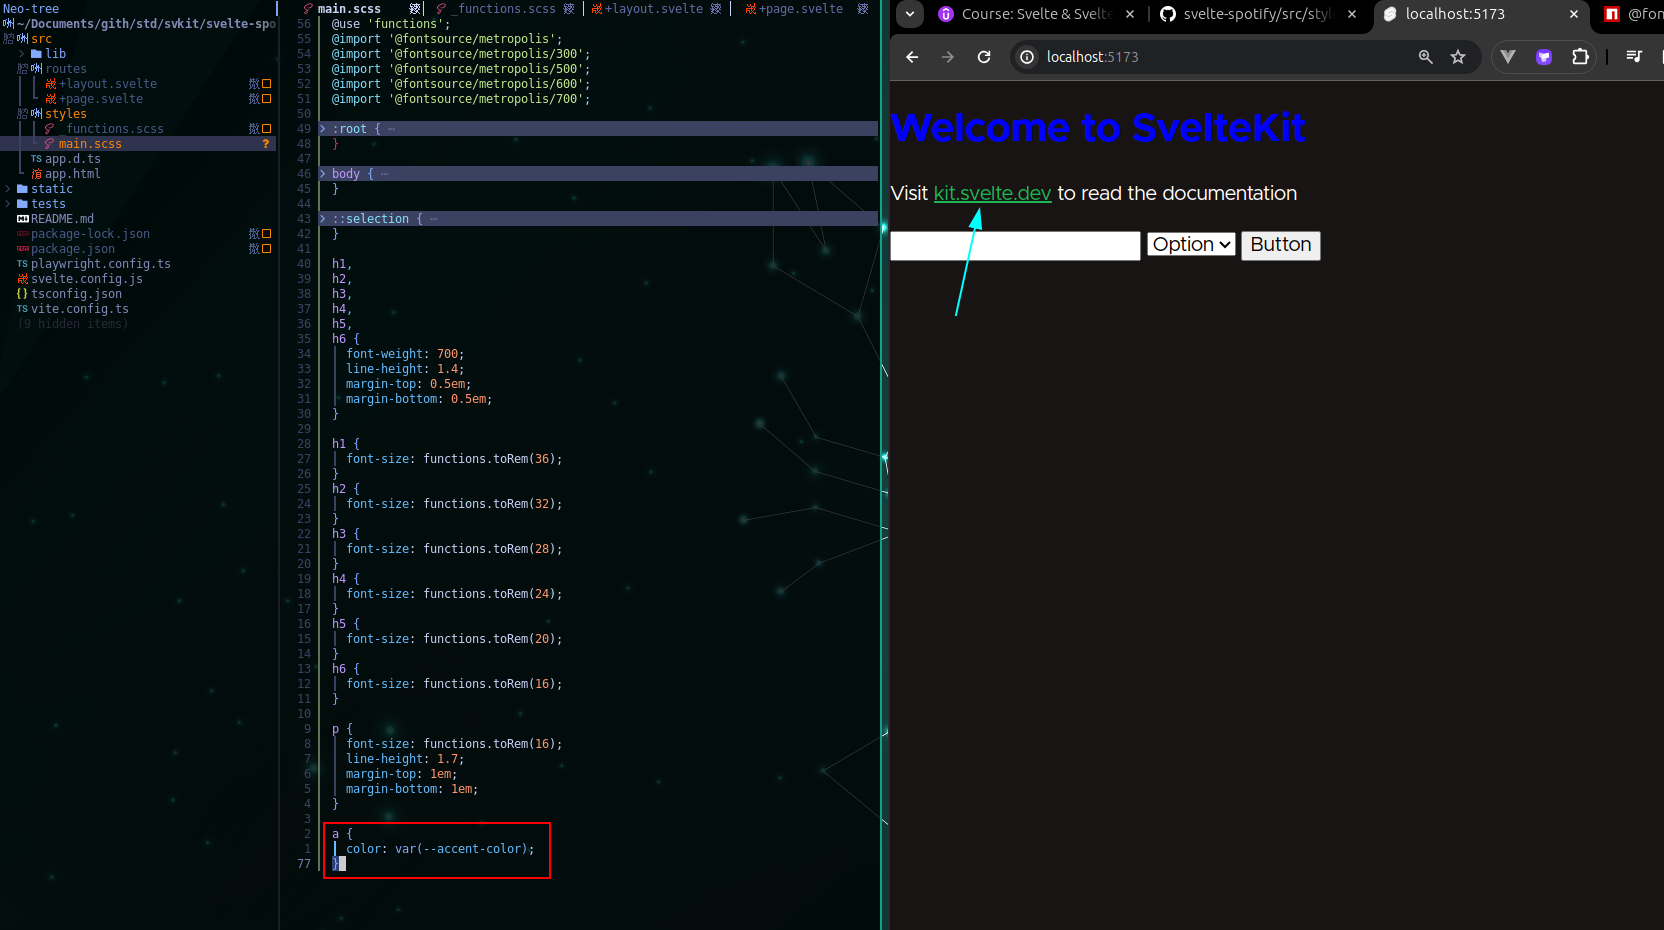 Neo-tree
~/Documents/gith/std/svkit/svelte-spo
src
lib
routes
+layout.svelte
+page.svelte
styles
_functions.scss
main.scss ?
TS app.d.ts
app.html
static
tests
README.md
package-lock.json
package.json
TS playwright.config.ts
svelte.config.js
{} tsconfig.json
TS vite.config.ts
(9 hidden items)
main.scss _functions.scss +layout.svelte +page.svelte
56 @use 'functions';
55 @import '@fontsource/metropolis';
54 @import '@fontsource/metropolis/300';
53 @import '@fontsource/metropolis/500';
52 @import '@fontsource/metropolis/600';
51 @import '@fontsource/metropolis/700';
50
49 :root { ⋯
48 }
47
46 body { ⋯
45 }
44
43 ::selection { ⋯
42 }
41
40 h1,
39 h2,
38 h3,
37 h4,
36 h5,
35 h6 {
34 font-weight: 700;
33 line-height: 1.4;
32 margin-top: 0.5em;
31 margin-bottom: 0.5em;
30 }
29
28 h1 {
27 font-size: functions.toRem(36);
26 }
25 h2 {
24 font-size: functions.toRem(32);
23 }
22 h3 {
21 font-size: functions.toRem(28);
20 }
19 h4 {
18 font-size: functions.toRem(24);
17 }
16 h5 {
15 font-size: functions.toRem(20);
14 }
13 h6 {
12 font-size: functions.toRem(16);
11 }
10
9 p {
8 font-size: functions.toRem(16);
7 line-height: 1.7;
6 margin-top: 1em;
5 margin-bottom: 1em;
4 }
3
2 a {
1 color: var(--accent-color);
77 }
Course: Svelte & Svelte
svelte-spotify/src/style
localhost:5173
@fon
localhost:5173
Welcome to SvelteKit
Visit kit.svelte.dev to read the documentation
Option
Button